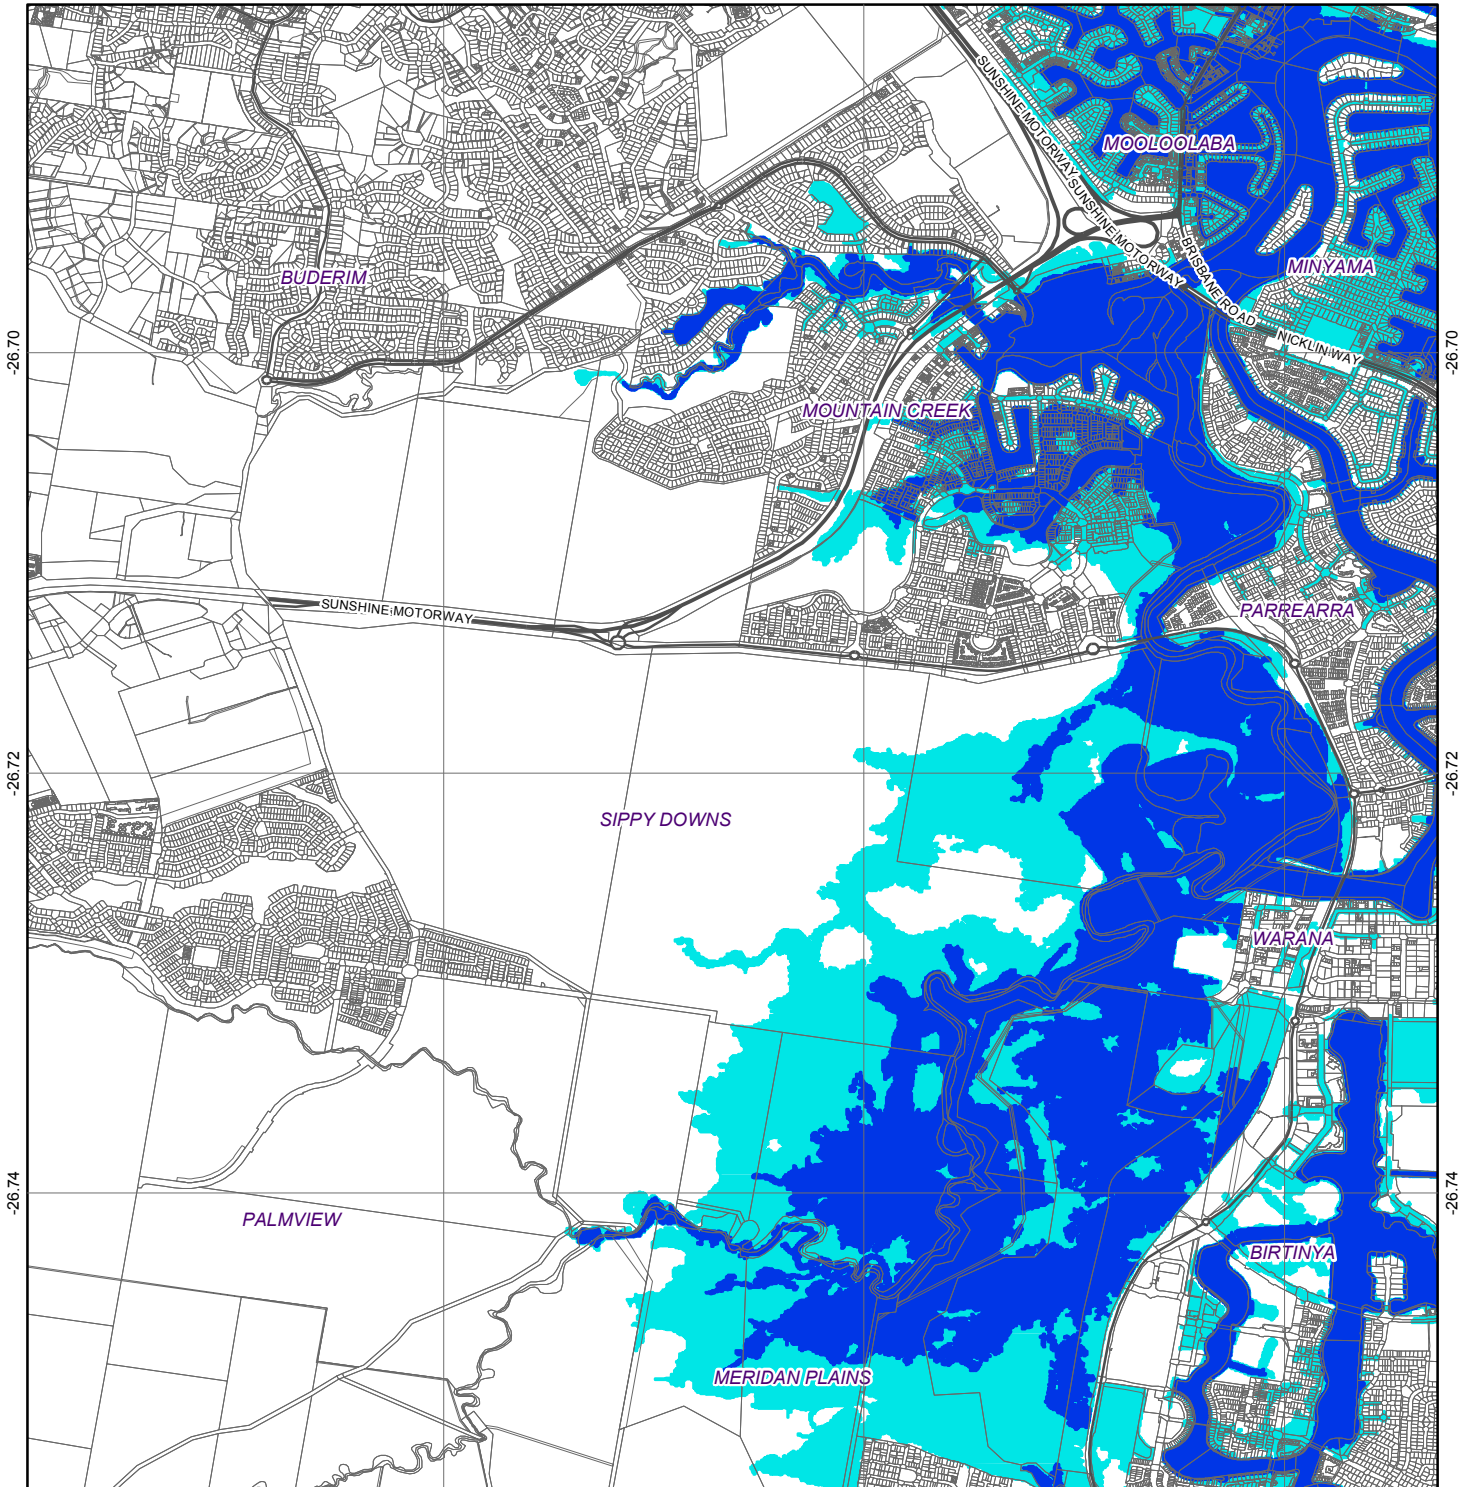 SUNSHINE MOTORWAY
SUNSHINE MOTORWAY
MOOLOOLABA
BRISBANE ROAD
MINYAMA
BUDERIM
NICKLIN WAY
-26.70
-26.70
MOUNTAIN CREEK
SUNSHINE MOTORWAY
PARREARRA
-26.72
-26.72
SIPPY DOWNS
WARANA
-26.74
-26.74
PALMVIEW
BIRTINYA
MERIDAN PLAINS